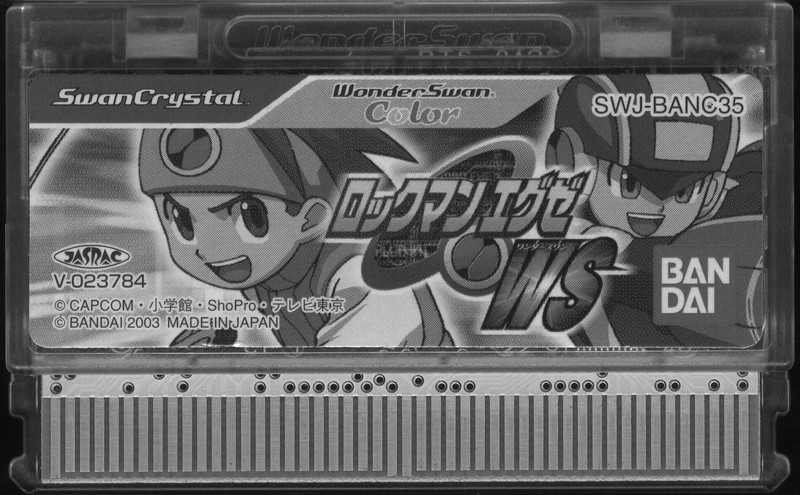 WonderSwan
SwanCrystal
WonderSwan
Color
SWJ-BANC35
ロックマンエグゼ
WS
JASRAC
V-023784
BAN
DAI
© CAPCOM・小学館・ShoPro・テレビ東京
© BANDAI 2003 MADE IN JAPAN